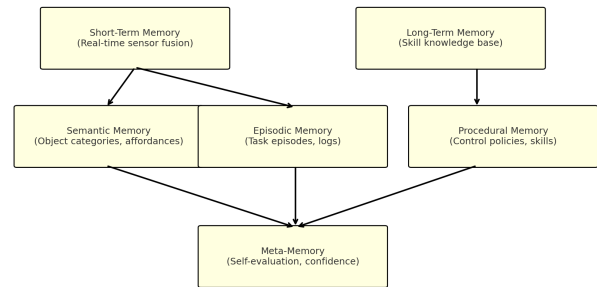 Short-Term Memory
(Real-time sensor fusion)
Long-Term Memory
(Skill knowledge base)
Semantic Memory
(Object categories, affordances)
Episodic Memory
(Task episodes, logs)
Procedural Memory
(Control policies, skills)
Meta-Memory
(Self-evaluation, confidence)